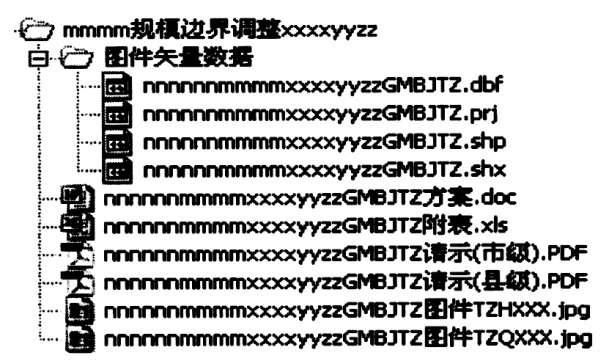 mmmm规模边界调整xxxxyyzz
图件矢量数据
nnnnnnmmmmxxxxyyzzGMBJTZ.dbf
nnnnnnmmmmxxxxyyzzGMBJTZ.prj
nnnnnnmmmmxxxxyyzzGMBJTZ.shp
nnnnnnmmmmxxxxyyzzGMBJTZ.shx
nnnnnnmmmmxxxxyyzzGMBJTZ方案.doc
nnnnnnmmmmxxxxyyzzGMBJTZ附表.xls
nnnnnnmmmmxxxxyyzzGMBJTZ请示(市级).PDF
nnnnnnmmmmxxxxyyzzGMBJTZ请示(县级).PDF
nnnnnnmmmmxxxxyyzzGMBJTZ图件TZHXXX.jpg
nnnnnnmmmmxxxxyyzzGMBJTZ图件TZQXXX.jpg